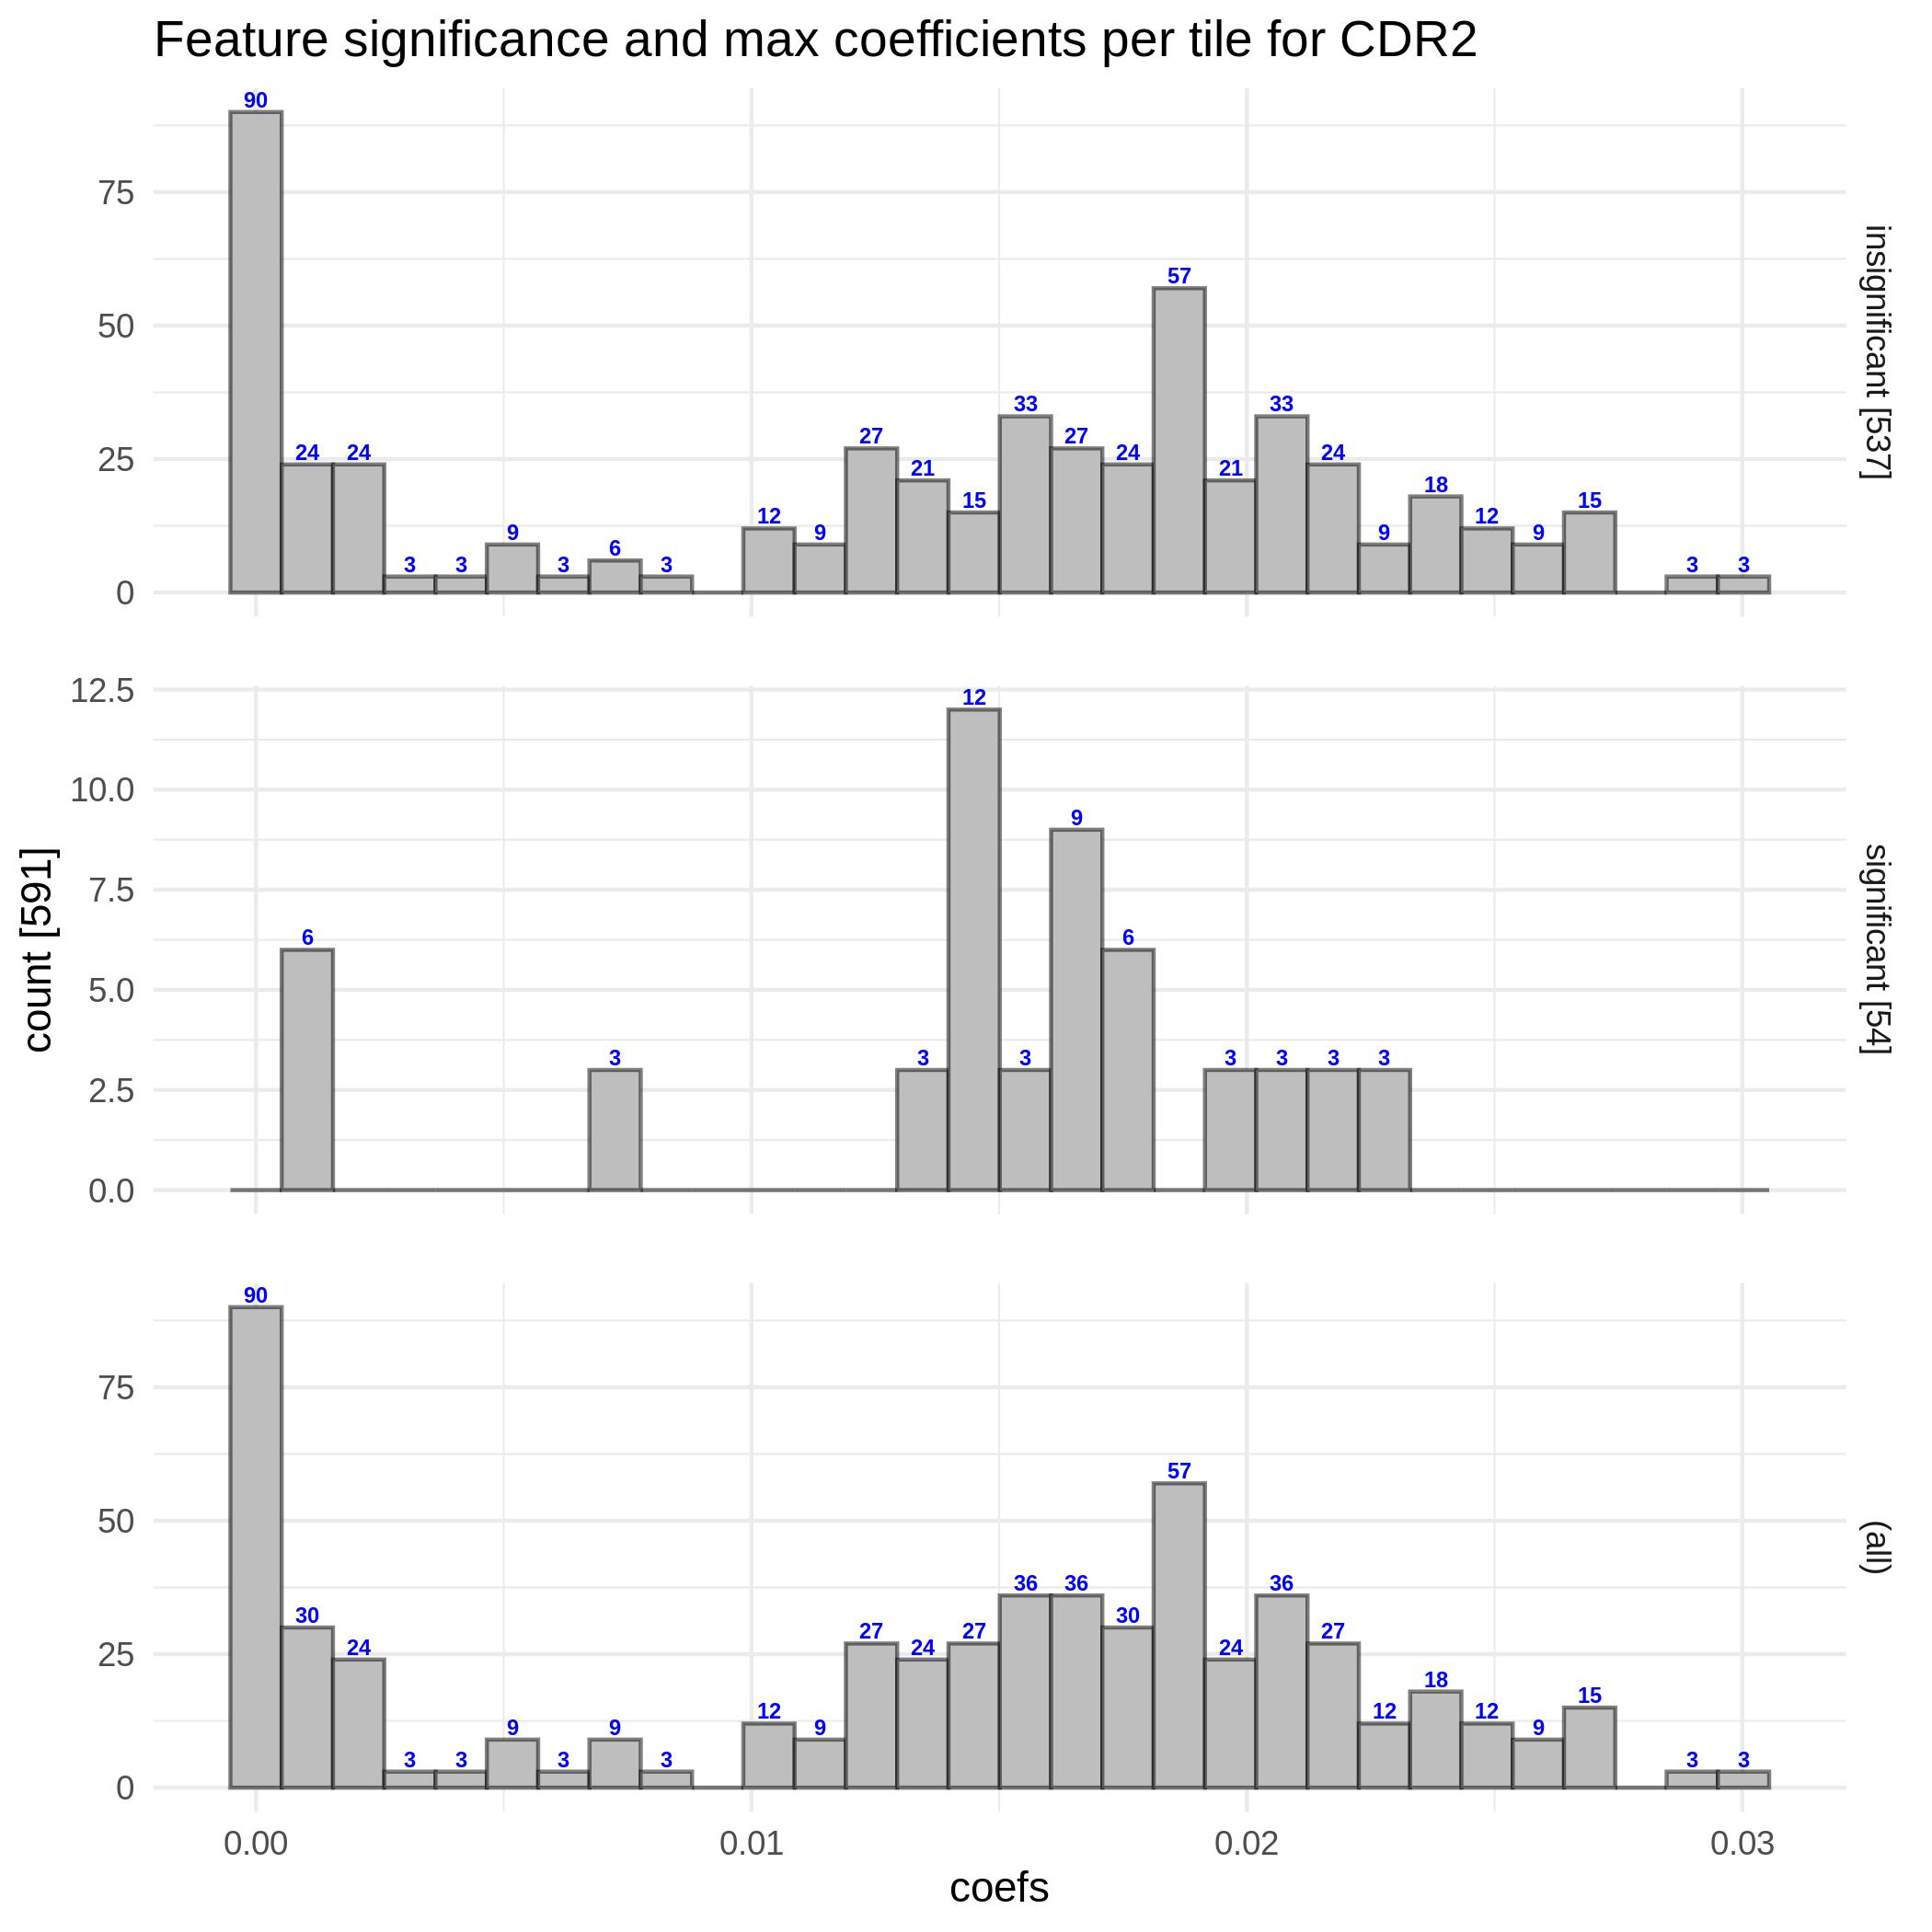 Feature significance and max coefficients per tile for CDR2
90
75
57
50
33 33
27 27
24 24 24 24
25
21 21
18
15 15
12 12
9 9 9 9
6
3 3 3 3 3 3
0
insignificant [537]
12.5
12
10.0
9
7.5
6 6
5.0
3 3 3 3 3 3 3
2.5
0.0
significant [54]
count [591]
90
75
57
50
36 36 36
30 30
27 27 27
24 24 24
25
18
15
12 12 12
9 9 9 9
3 3 3 3 3 3
0
(all)
0.00 0.01 0.02 0.03
coefs